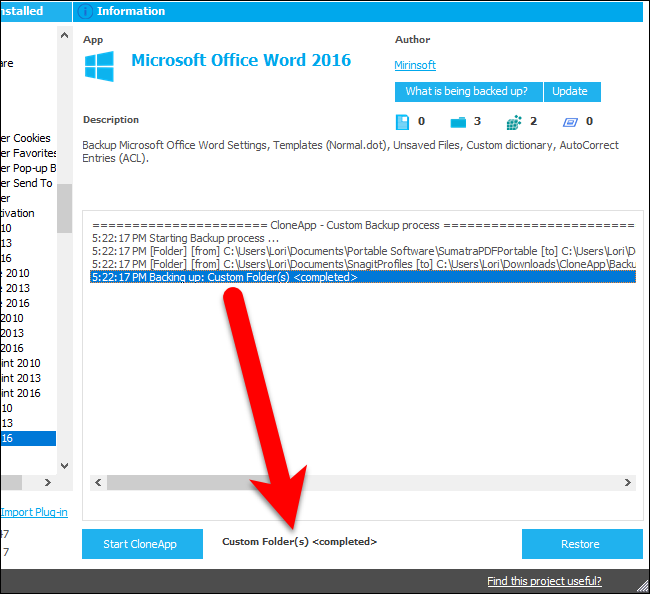 nstalled
Information
are
er Cookies
er Favorites
er Pop-up B
er Send To
er
tivation
10
13
16
e 2010
e 2013
e 2016
2010
2013
2016
int 2010
int 2013
int 2016
10
13
16
Import Plug-in
47
7
App
Microsoft Office Word 2016
Author
Mirinsoft
What is being backed up?
Update
0
3
2
0
Description
Backup Microsoft Office Word Settings, Templates (Normal.dot), Unsaved Files, Custom dictionary, AutoCorrect
Entries (ACL).
====================== CloneApp - Custom Backup process ========================
5:22:17 PM Starting Backup process ...
5:22:17 PM [Folder] [from] C:\Users\Lori\Documents\Portable Software\SumatraPDFPortable [to] C:\Users\Lori\D
5:22:17 PM [Folder] [from] C:\Users\Lori\Documents\SnagitProfiles [to] C:\Users\Lori\Downloads\CloneApp\Backu
5:22:17 PM Backing up: Custom Folder(s) <completed>
Start CloneApp
Custom Folder(s) <completed>
Restore
Find this project useful?